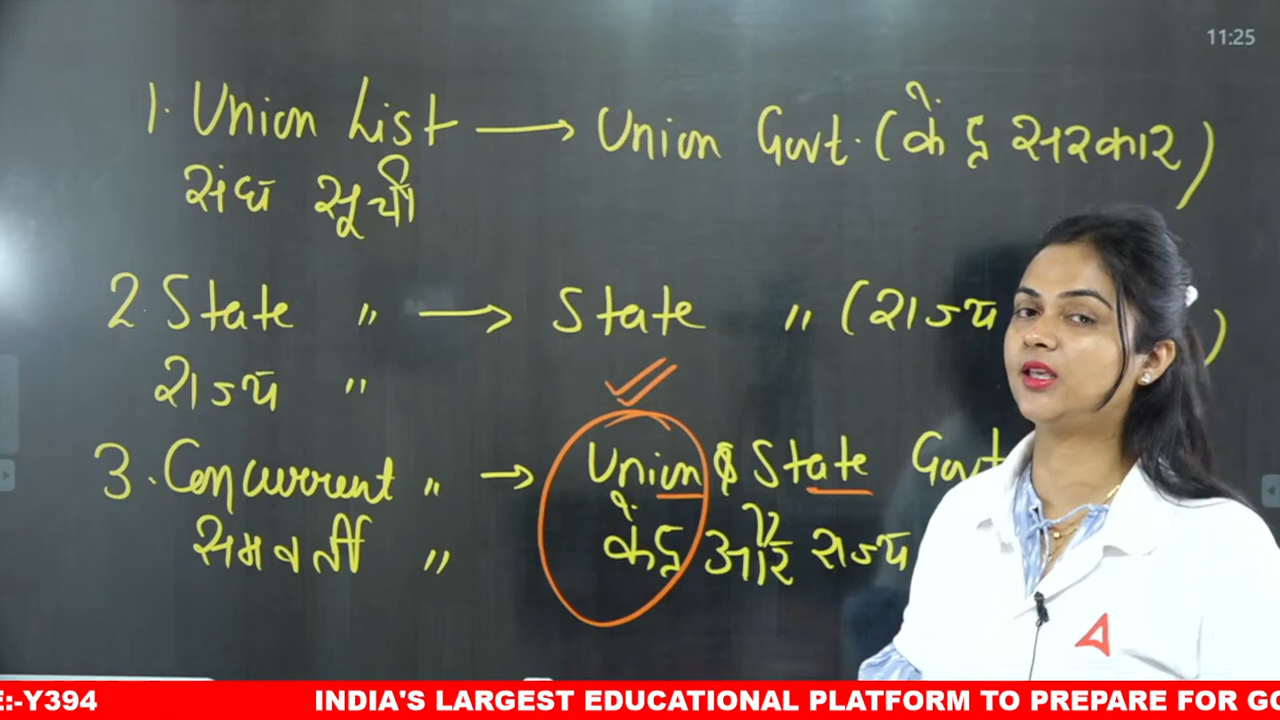 11:25
1. Union List → Union Govt. (केंद्र सरकार)
संघ सूची
2. State " → State " (राज्य )
राज्य "
3. Concurrent " → Union & State Govt
समवर्ती " केंद्र और राज्य
E:-Y394 INDIA'S LARGEST EDUCATIONAL PLATFORM TO PREPARE FOR GO